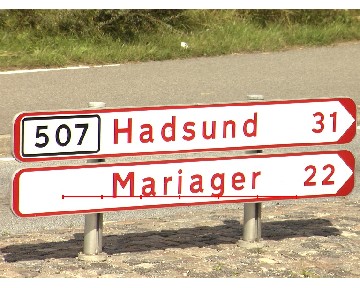 507 Hadsund 31
Mariager 22